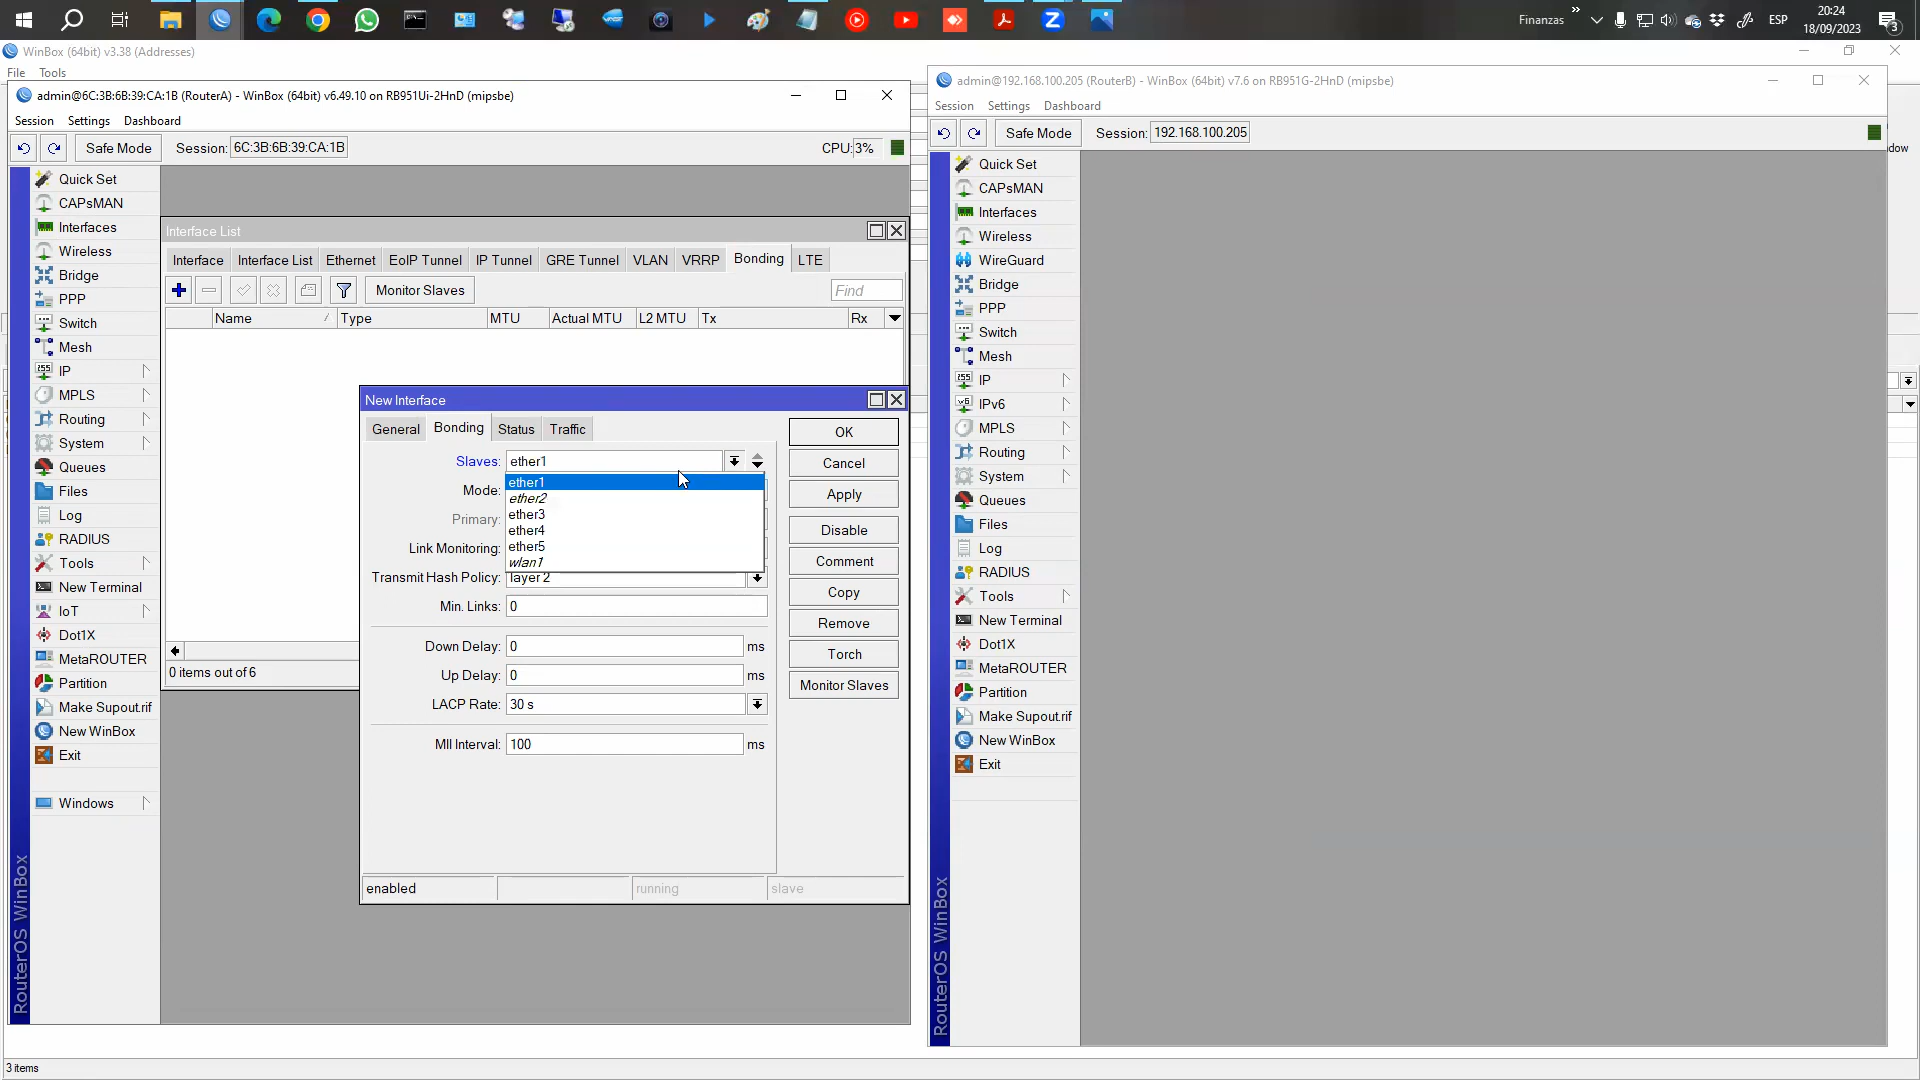 Finanzas
»
ESP
20:24
18/09/2023
3
WinBox (64bit) v3.38 (Addresses)
File Tools
admin@6C:3B:6B:39:CA:1B (RouterA) - WinBox (64bit) v6.49.10 on RB951Ui-2HnD (mipsbe)
Session Settings Dashboard
Safe Mode Session: 6C:3B:6B:39:CA:1B CPU:3%
Quick Set
CAPsMAN
Interfaces
Wireless
Bridge
PPP
Switch
Mesh
IP
MPLS
Routing
System
Queues
Files
Log
RADIUS
Tools
New Terminal
IoT
Dot1X
MetaROUTER
Partition
Make Supout.rif
New WinBox
Exit
Windows
RouterOS WinBox
Interface List
Interface Interface List Ethernet EoIP Tunnel IP Tunnel GRE Tunnel VLAN VRRP Bonding LTE
Monitor Slaves Find
Name / Type MTU Actual MTU L2 MTU Tx Rx
0 items out of 6
New Interface
General Bonding Status Traffic
Slaves: ether1
ether1
ether2
ether3
ether4
ether5
wlan1
Mode:
Primary:
Link Monitoring:
Transmit Hash Policy: layer 2
Min. Links: 0
Down Delay: 0 ms
Up Delay: 0 ms
LACP Rate: 30 s
MII Interval: 100 ms
OK
Cancel
Apply
Disable
Comment
Copy
Remove
Torch
Monitor Slaves
enabled running slave
admin@192.168.100.205 (RouterB) - WinBox (64bit) v7.6 on RB951G-2HnD (mipsbe)
Session Settings Dashboard
Safe Mode Session: 192.168.100.205
Quick Set
CAPsMAN
Interfaces
Wireless
WireGuard
Bridge
PPP
Switch
Mesh
IP
IPv6
MPLS
Routing
System
Queues
Files
Log
RADIUS
Tools
New Terminal
Dot1X
MetaROUTER
Partition
Make Supout.rif
New WinBox
Exit
RouterOS WinBox
dow
3 items